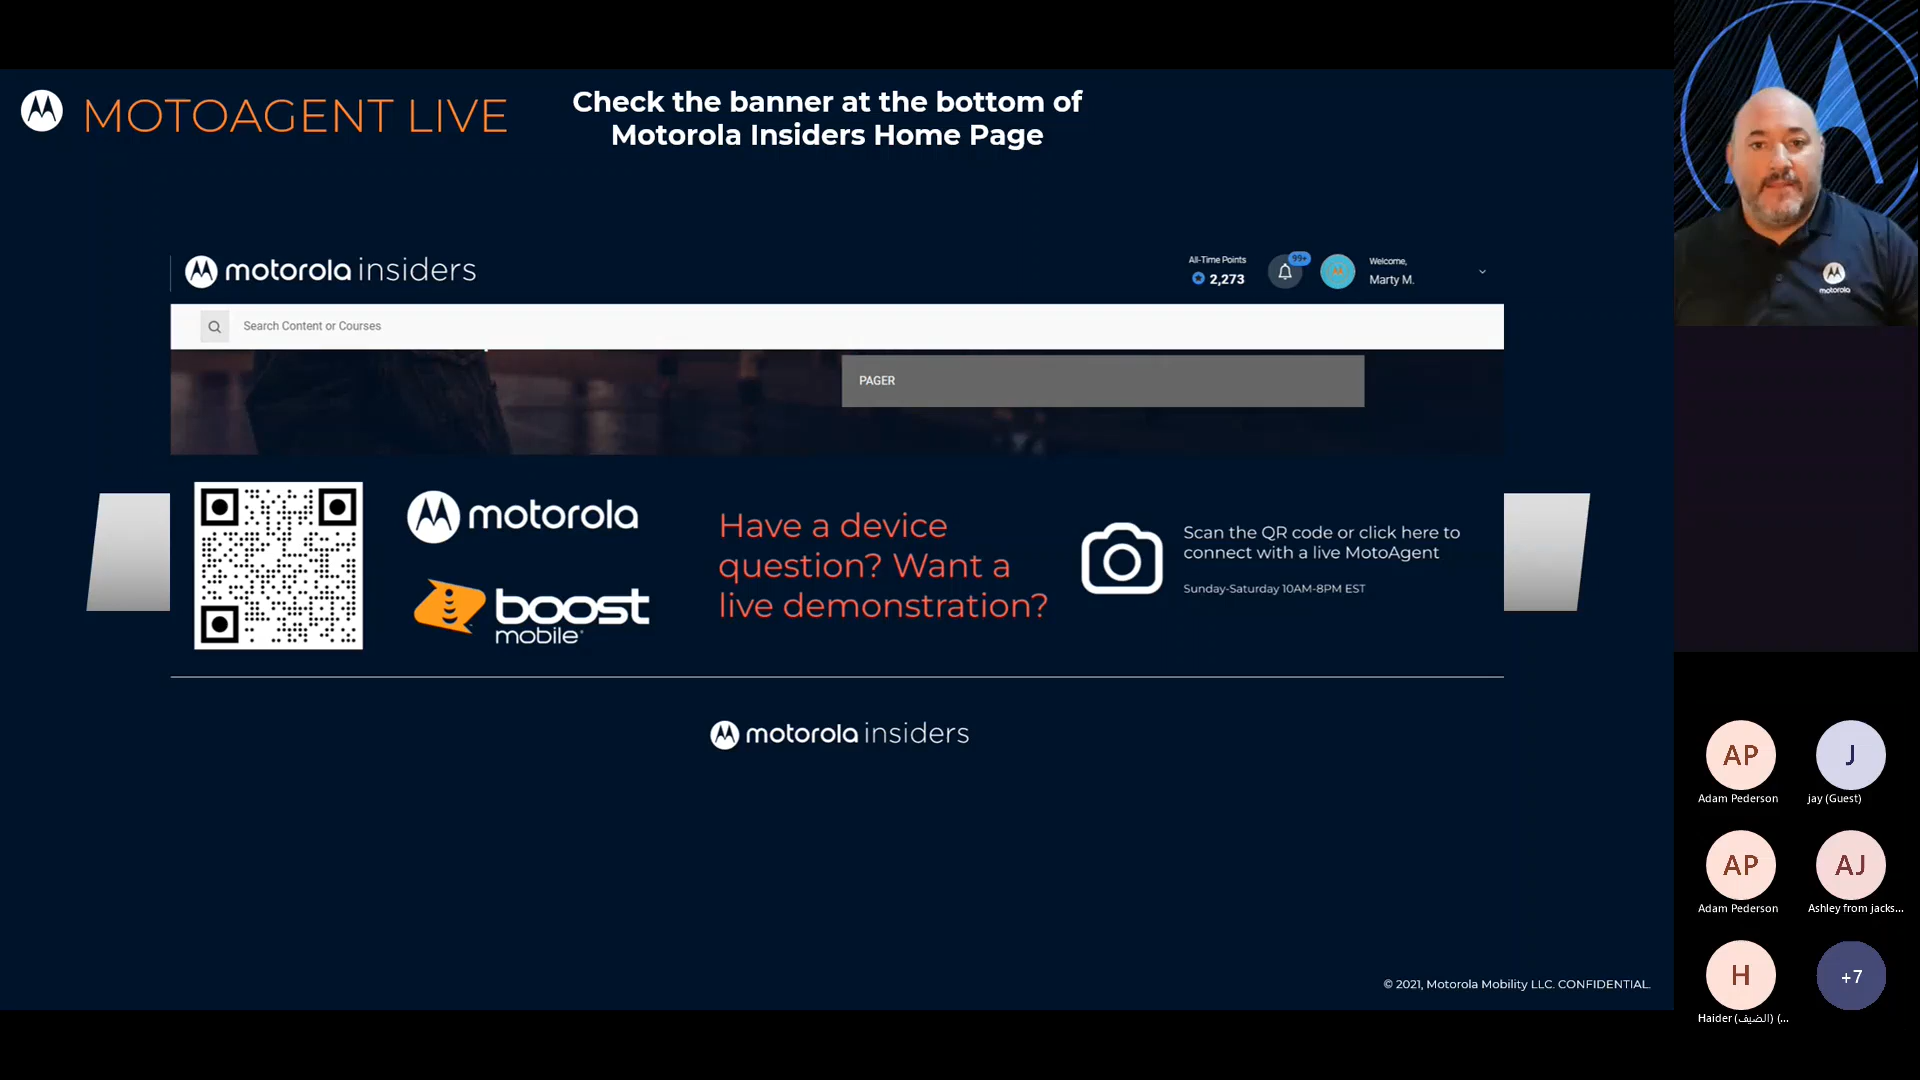 MOTOAGENT LIVE
Check the banner at the bottom of
Motorola Insiders Home Page
motorola insiders
All-Time Points
2,273
99+
Welcome,
Marty M.
Search Content or Courses
PAGER
motorola
boost
mobile
Have a device
question? Want a
live demonstration?
Scan the QR code or click here to
connect with a live MotoAgent
Sunday-Saturday 10AM-8PM EST
motorola insiders
© 2021, Motorola Mobility LLC. CONFIDENTIAL.
motorola
AP
Adam Pederson
J
jay (Guest)
AP
Adam Pederson
AJ
Ashley from jacks...
H
Haider (الضيف) (...
+7